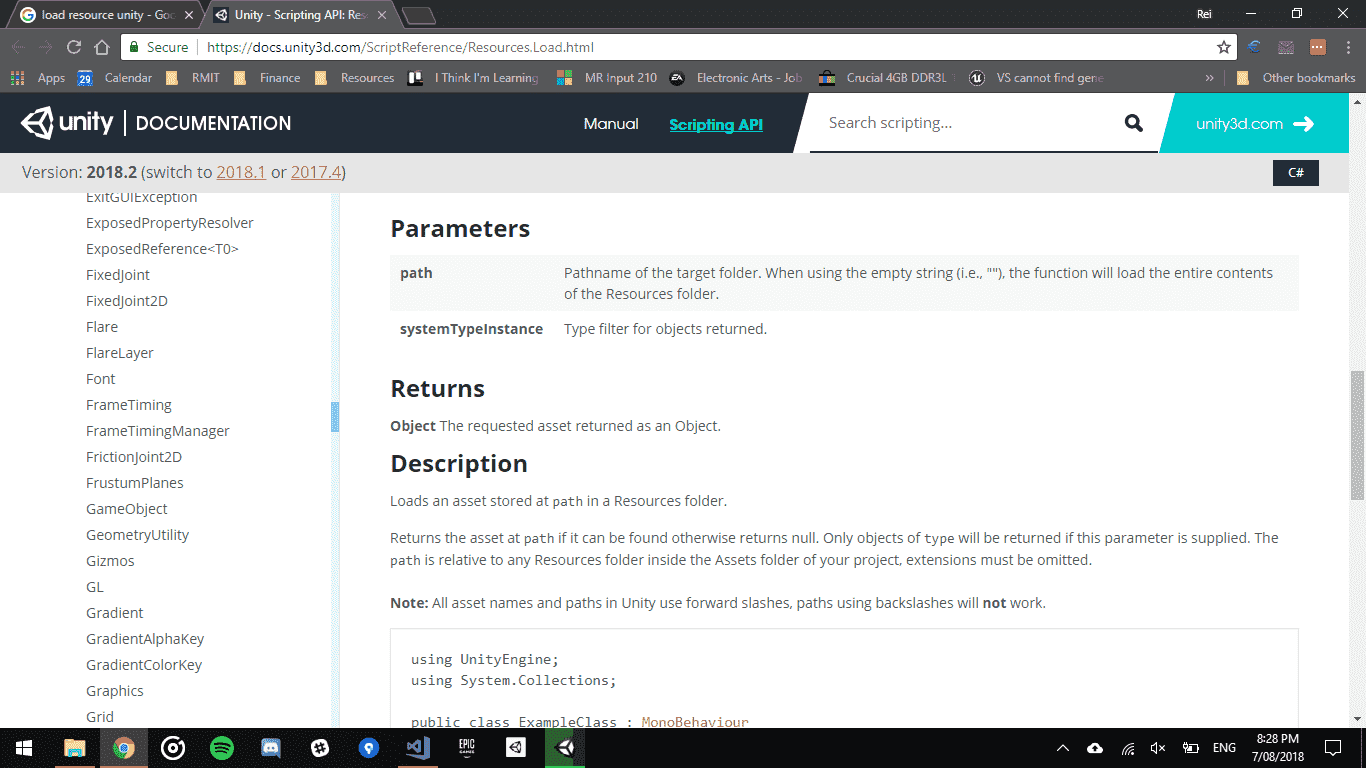 load resource unity - Goo
Unity - Scripting API: Res
Rei
Secure
https://docs.unity3d.com/ScriptReference/Resources.Load.html
Apps
29
Calendar
RMIT
Finance
Resources
I Think I'm Learning
MR Input 210
EA
Electronic Arts - Job
Crucial 4GB DDR3L 1
VS cannot find gene
»
Other bookmarks
unity | DOCUMENTATION
Manual
Scripting API
Search scripting...
unity3d.com
Version: 2018.2 (switch to 2018.1 or 2017.4)
C#
ExitGUIException
ExposedPropertyResolver
ExposedReference<T0>
FixedJoint
FixedJoint2D
Flare
FlareLayer
Font
FrameTiming
FrameTimingManager
FrictionJoint2D
FrustumPlanes
GameObject
GeometryUtility
Gizmos
GL
Gradient
GradientAlphaKey
GradientColorKey
Graphics
Grid
Parameters
path
Pathname of the target folder. When using the empty string (i.e., ""), the function will load the entire contents
of the Resources folder.
systemTypeInstance
Type filter for objects returned.
Returns
Object The requested asset returned as an Object.
Description
Loads an asset stored at path in a Resources folder.
Returns the asset at path if it can be found otherwise returns null. Only objects of type will be returned if this parameter is supplied. The
path is relative to any Resources folder inside the Assets folder of your project, extensions must be omitted.
Note: All asset names and paths in Unity use forward slashes, paths using backslashes will not work.
using UnityEngine;
using System.Collections;
public class ExampleClass : MonoBehaviour
EPIC
GAMES
ENG
8:28 PM
7/08/2018